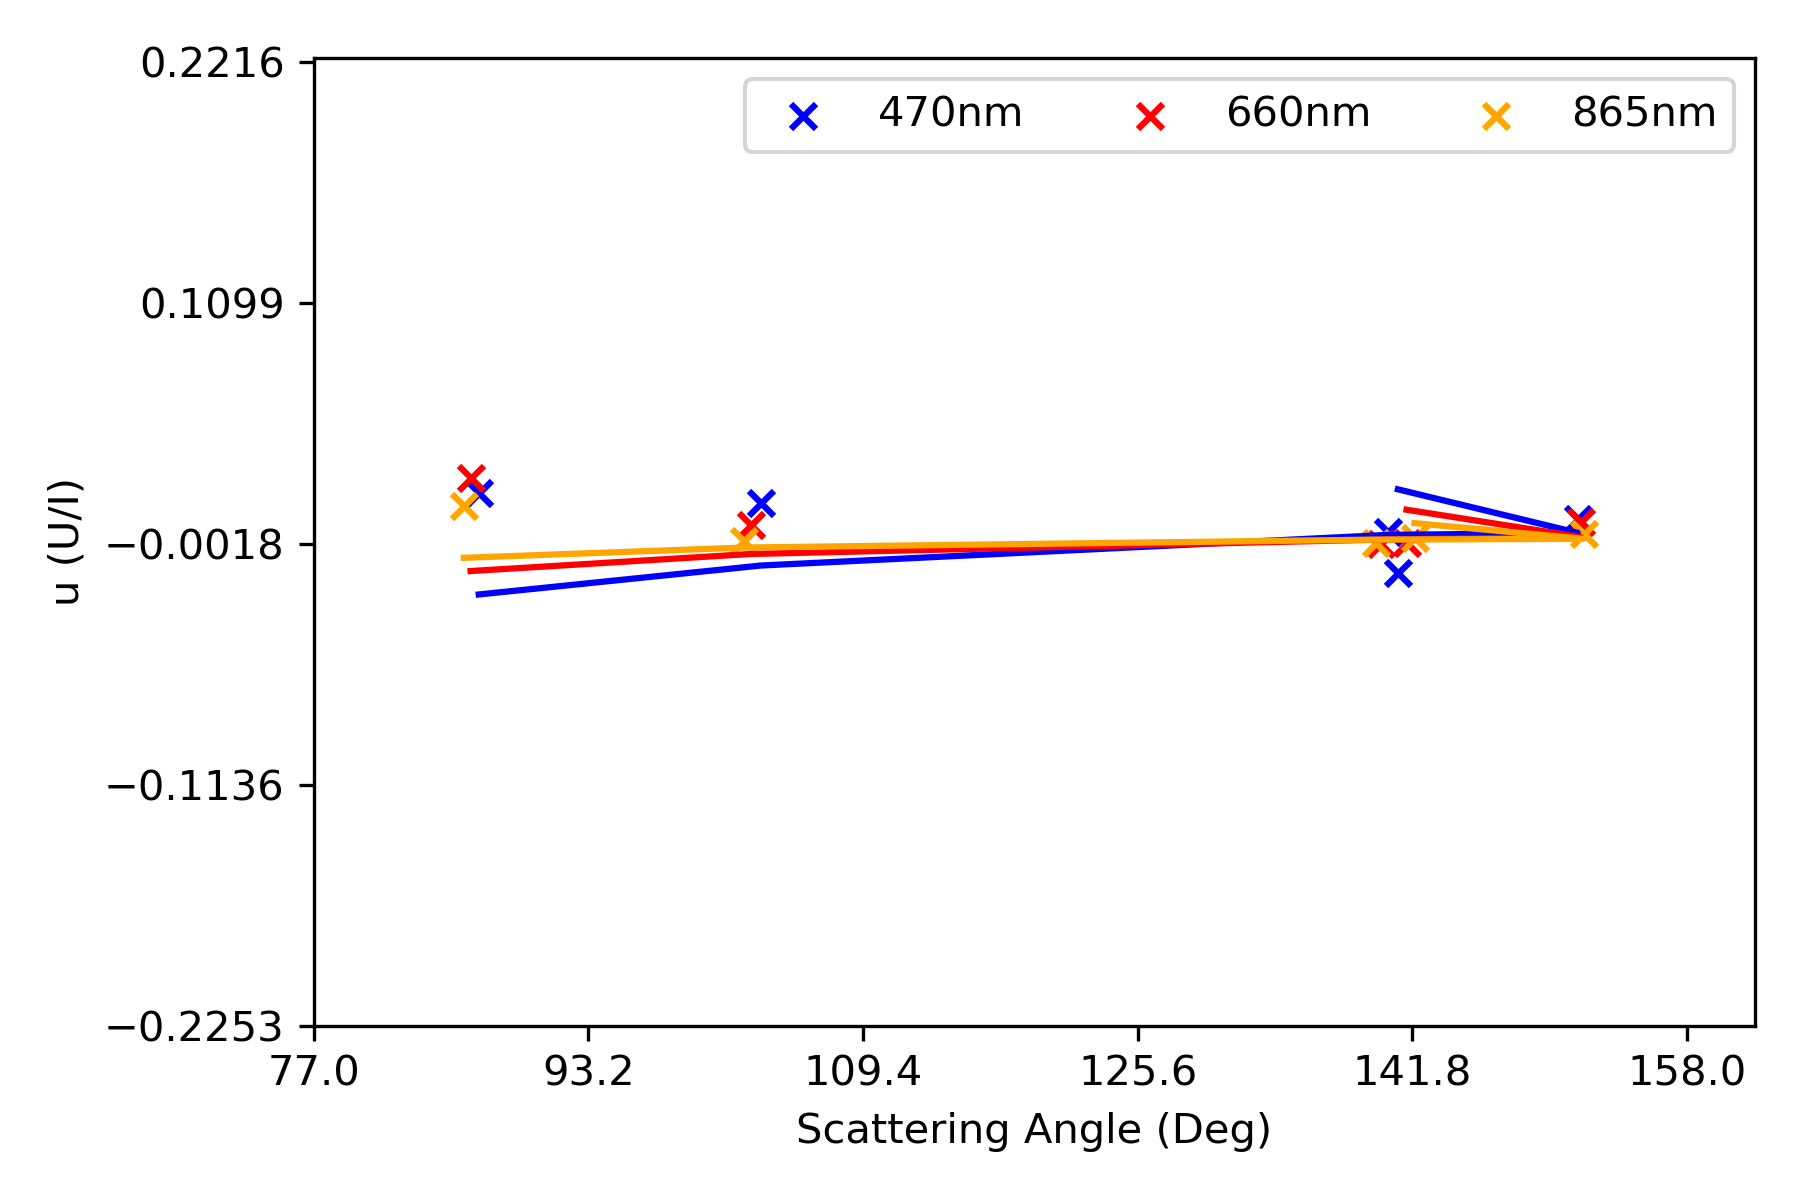 0.2216
470nm 660nm 865nm
0.1099
−0.0018
−0.1136
−0.2253
u (U/I)
77.0 93.2 109.4 125.6 141.8 158.0
Scattering Angle (Deg)